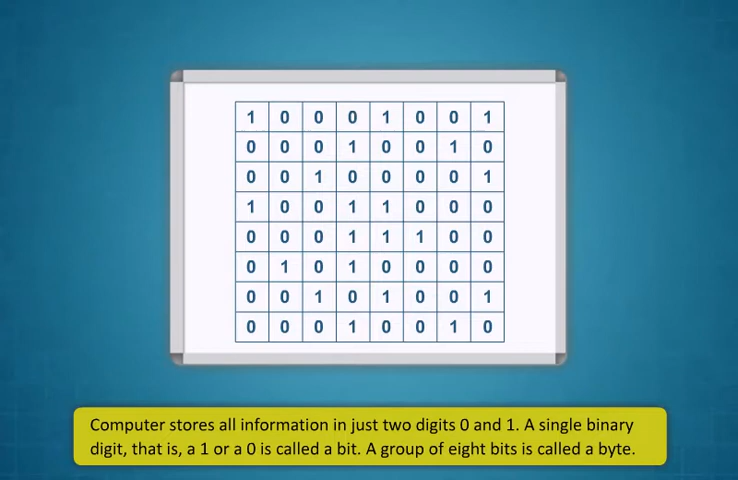 1 0 0 0 1 0 0 1
0 0 0 1 0 0 1 0
0 0 1 0 0 0 0 1
1 0 0 1 1 0 0 0
0 0 0 1 1 1 0 0
0 1 0 1 0 0 0 0
0 0 1 0 1 0 0 1
0 0 0 1 0 0 1 0
Computer stores all information in just two digits 0 and 1. A single binary
digit, that is, a 1 or a 0 is called a bit. A group of eight bits is called a byte.